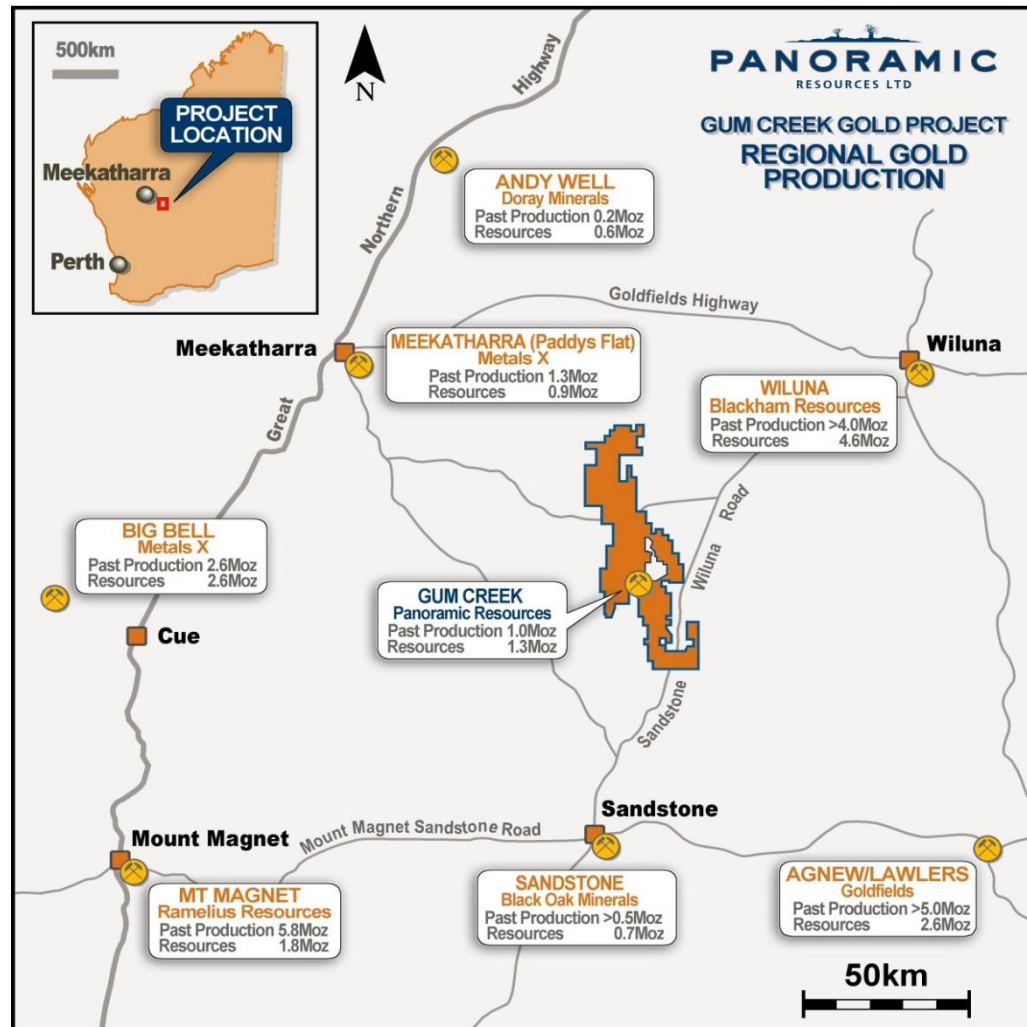 500km
PROJECT
LOCATION
Meekatharra
Perth
N
PANORAMIC
RESOURCES LTD
GUM CREEK GOLD PROJECT
REGIONAL GOLD
PRODUCTION
Highway
Northern
Great
ANDY WELL
Doray Minerals
Past Production 0.2Moz
Resources 0.6Moz
Goldfields Highway
Meekatharra
MEEKATHARRA (Paddys Flat)
Metals X
Past Production 1.3Moz
Resources 0.9Moz
Wiluna
WILUNA
Blackham Resources
Past Production >4.0Moz
Resources 4.6Moz
BIG BELL
Metals X
Past Production 2.6Moz
Resources 2.6Moz
Cue
GUM CREEK
Panoramic Resources
Past Production 1.0Moz
Resources 1.3Moz
Road
Wiluna
Sandstone
Sandstone
Mount Magnet
Mount Magnet Sandstone Road
MT MAGNET
Ramelius Resources
Past Production 5.8Moz
Resources 1.8Moz
SANDSTONE
Black Oak Minerals
Past Production >0.5Moz
Resources 0.7Moz
AGNEW/LAWLERS
Goldfields
Past Production >5.0Moz
Resources 2.6Moz
50km